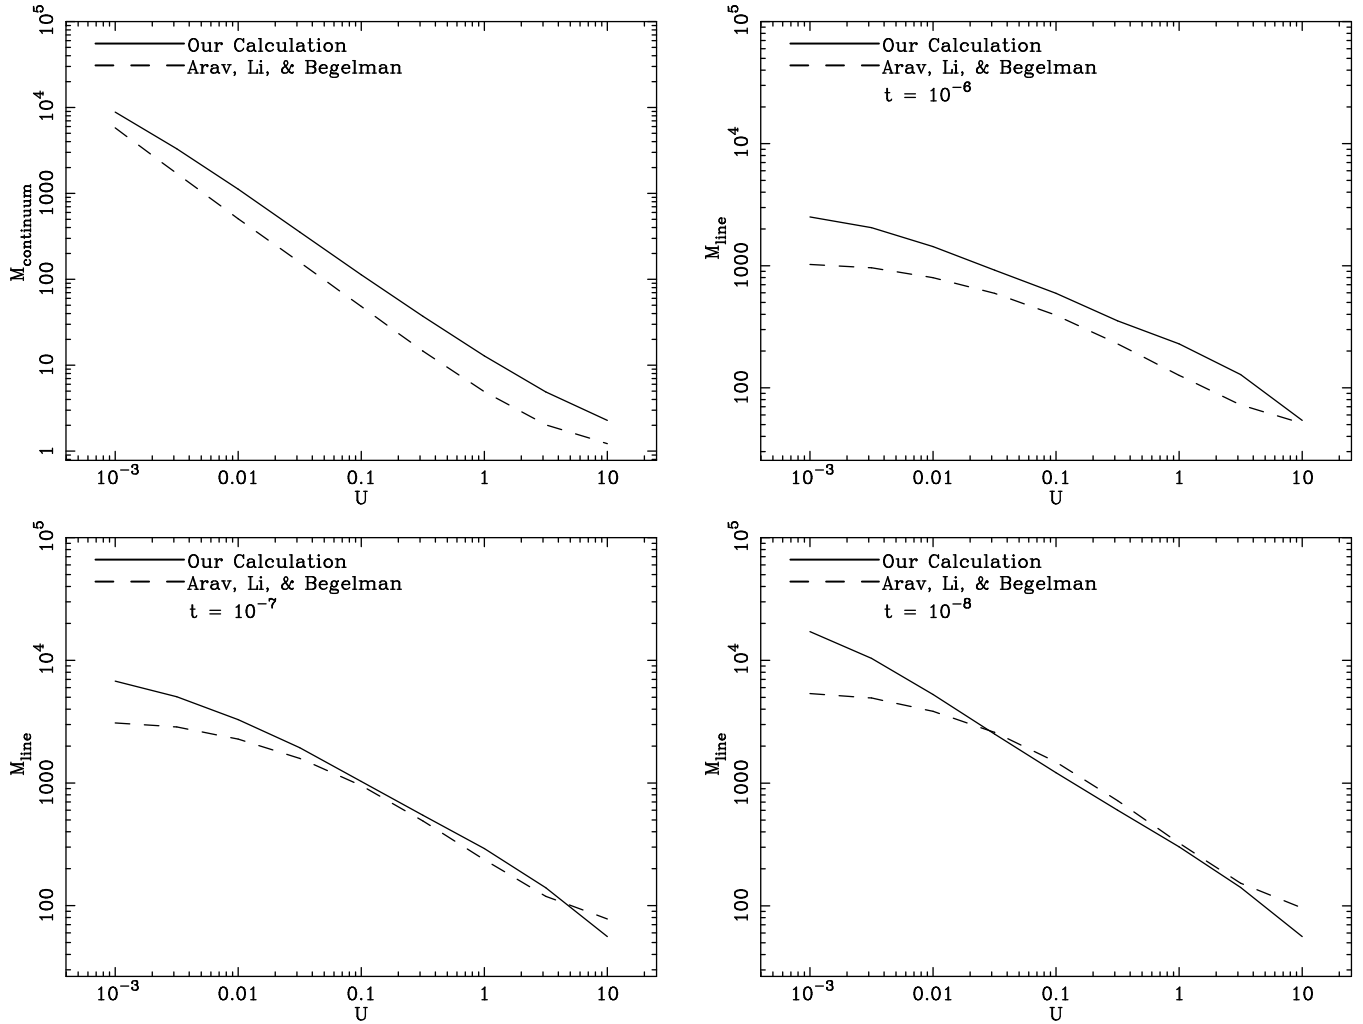 Our Calculation
Arav, Li, & Begelman
10^5
10^4
1000
100
10
1
M_continuum
10^-3 0.01 0.1 1 10
U
Our Calculation
Arav, Li, & Begelman
t = 10^-6
10^5
10^4
1000
100
M_line
10^-3 0.01 0.1 1 10
U
Our Calculation
Arav, Li, & Begelman
t = 10^-7
10^5
10^4
1000
100
M_line
10^-3 0.01 0.1 1 10
U
Our Calculation
Arav, Li, & Begelman
t = 10^-8
10^5
10^4
1000
100
M_line
10^-3 0.01 0.1 1 10
U